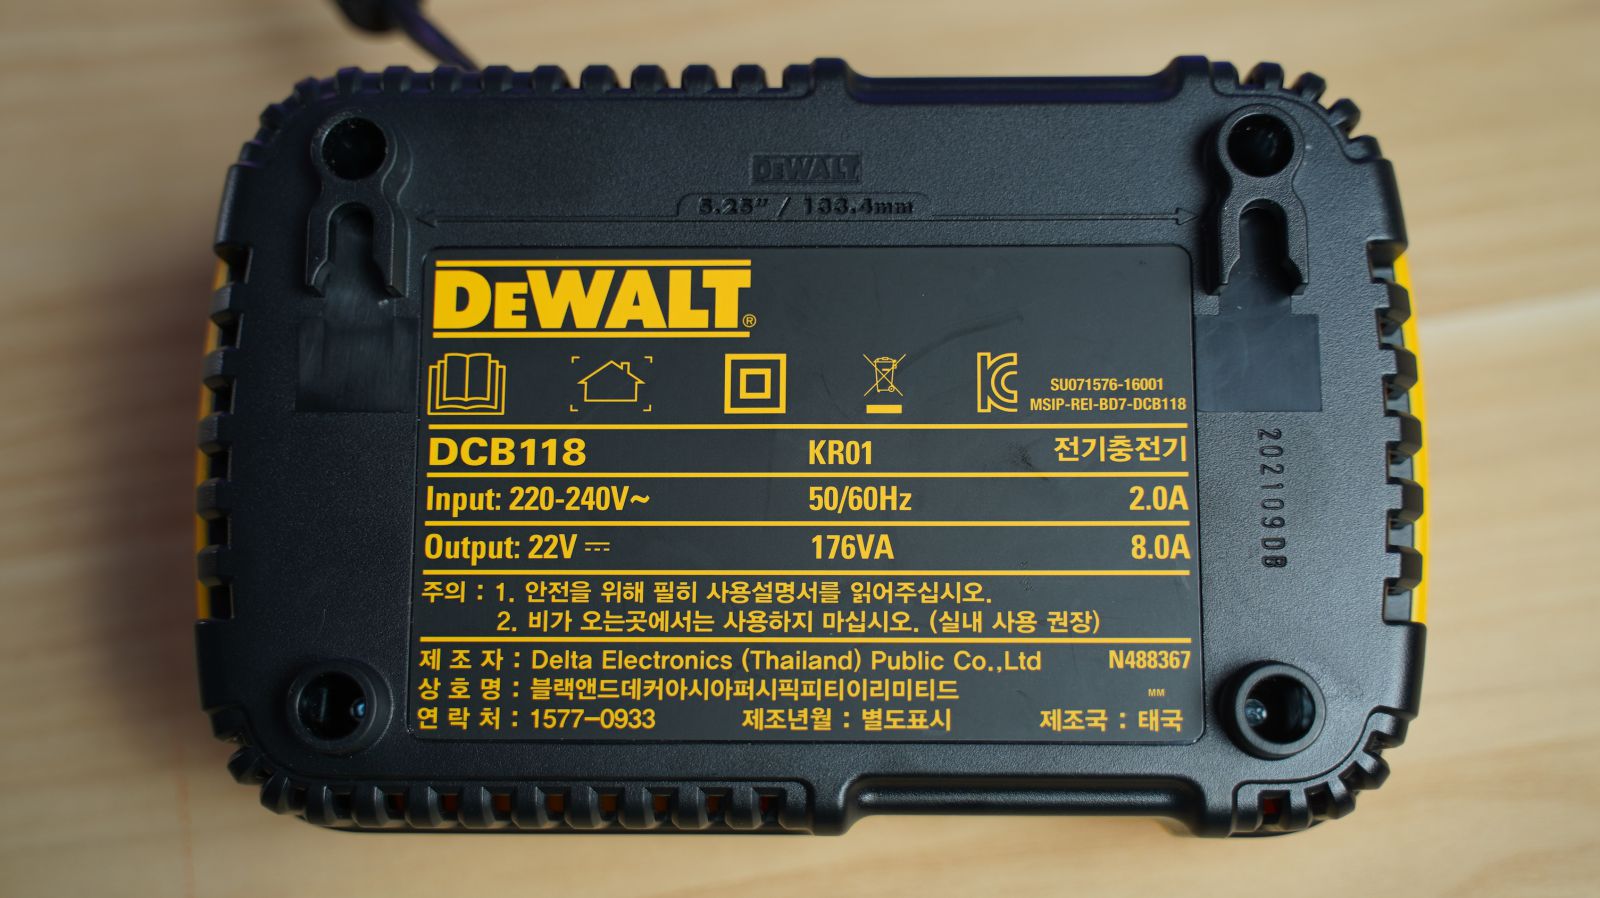 DEWALT
5.25" / 133.4mm
DEWALT®
SU071576-16001
MSIP-REI-BD7-DCB118
DCB118 KR01 전기충전기
Input: 220-240V~ 50/60Hz 2.0A
Output: 22V ⎓ 176VA 8.0A
주의 : 1. 안전을 위해 필히 사용설명서를 읽어주십시오.
2. 비가 오는곳에서는 사용하지 마십시오. (실내 사용 권장)
제 조 자 : Delta Electronics (Thailand) Public Co.,Ltd N488367
상 호 명 : 블랙앤드데커아시아퍼시픽피티이리미티드 MM
연 락 처 : 1577-0933 제조년월 : 별도표시 제조국 : 태국